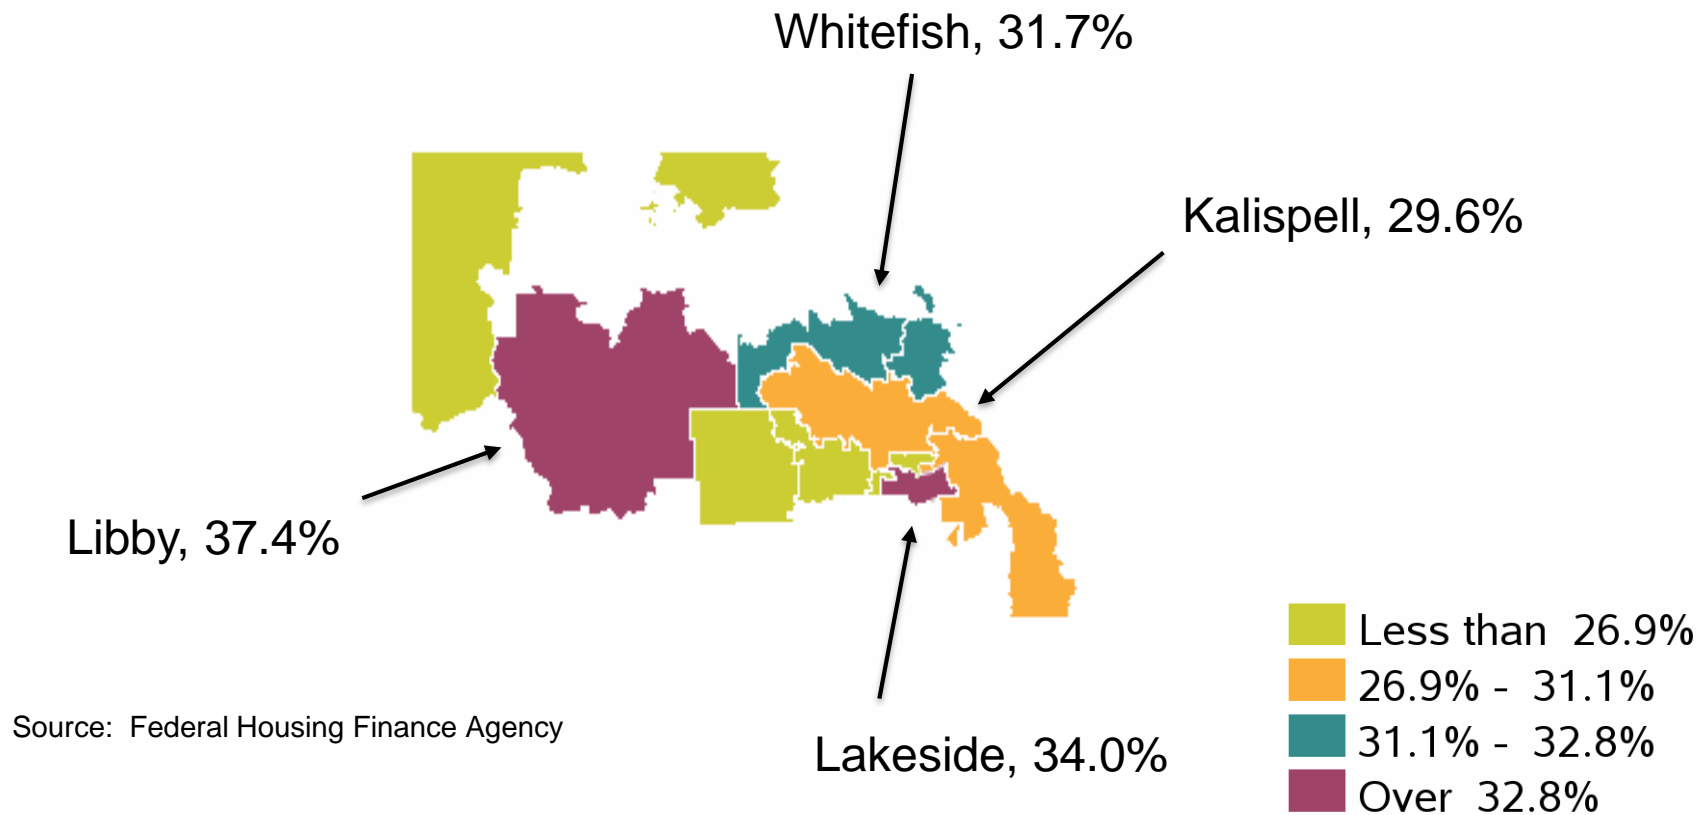 Whitefish, 31.7%
Kalispell, 29.6%
Libby, 37.4%
Lakeside, 34.0%
Source:  Federal Housing Finance Agency
Less than  26.9%
26.9% -  31.1%
31.1% -  32.8%
Over  32.8%